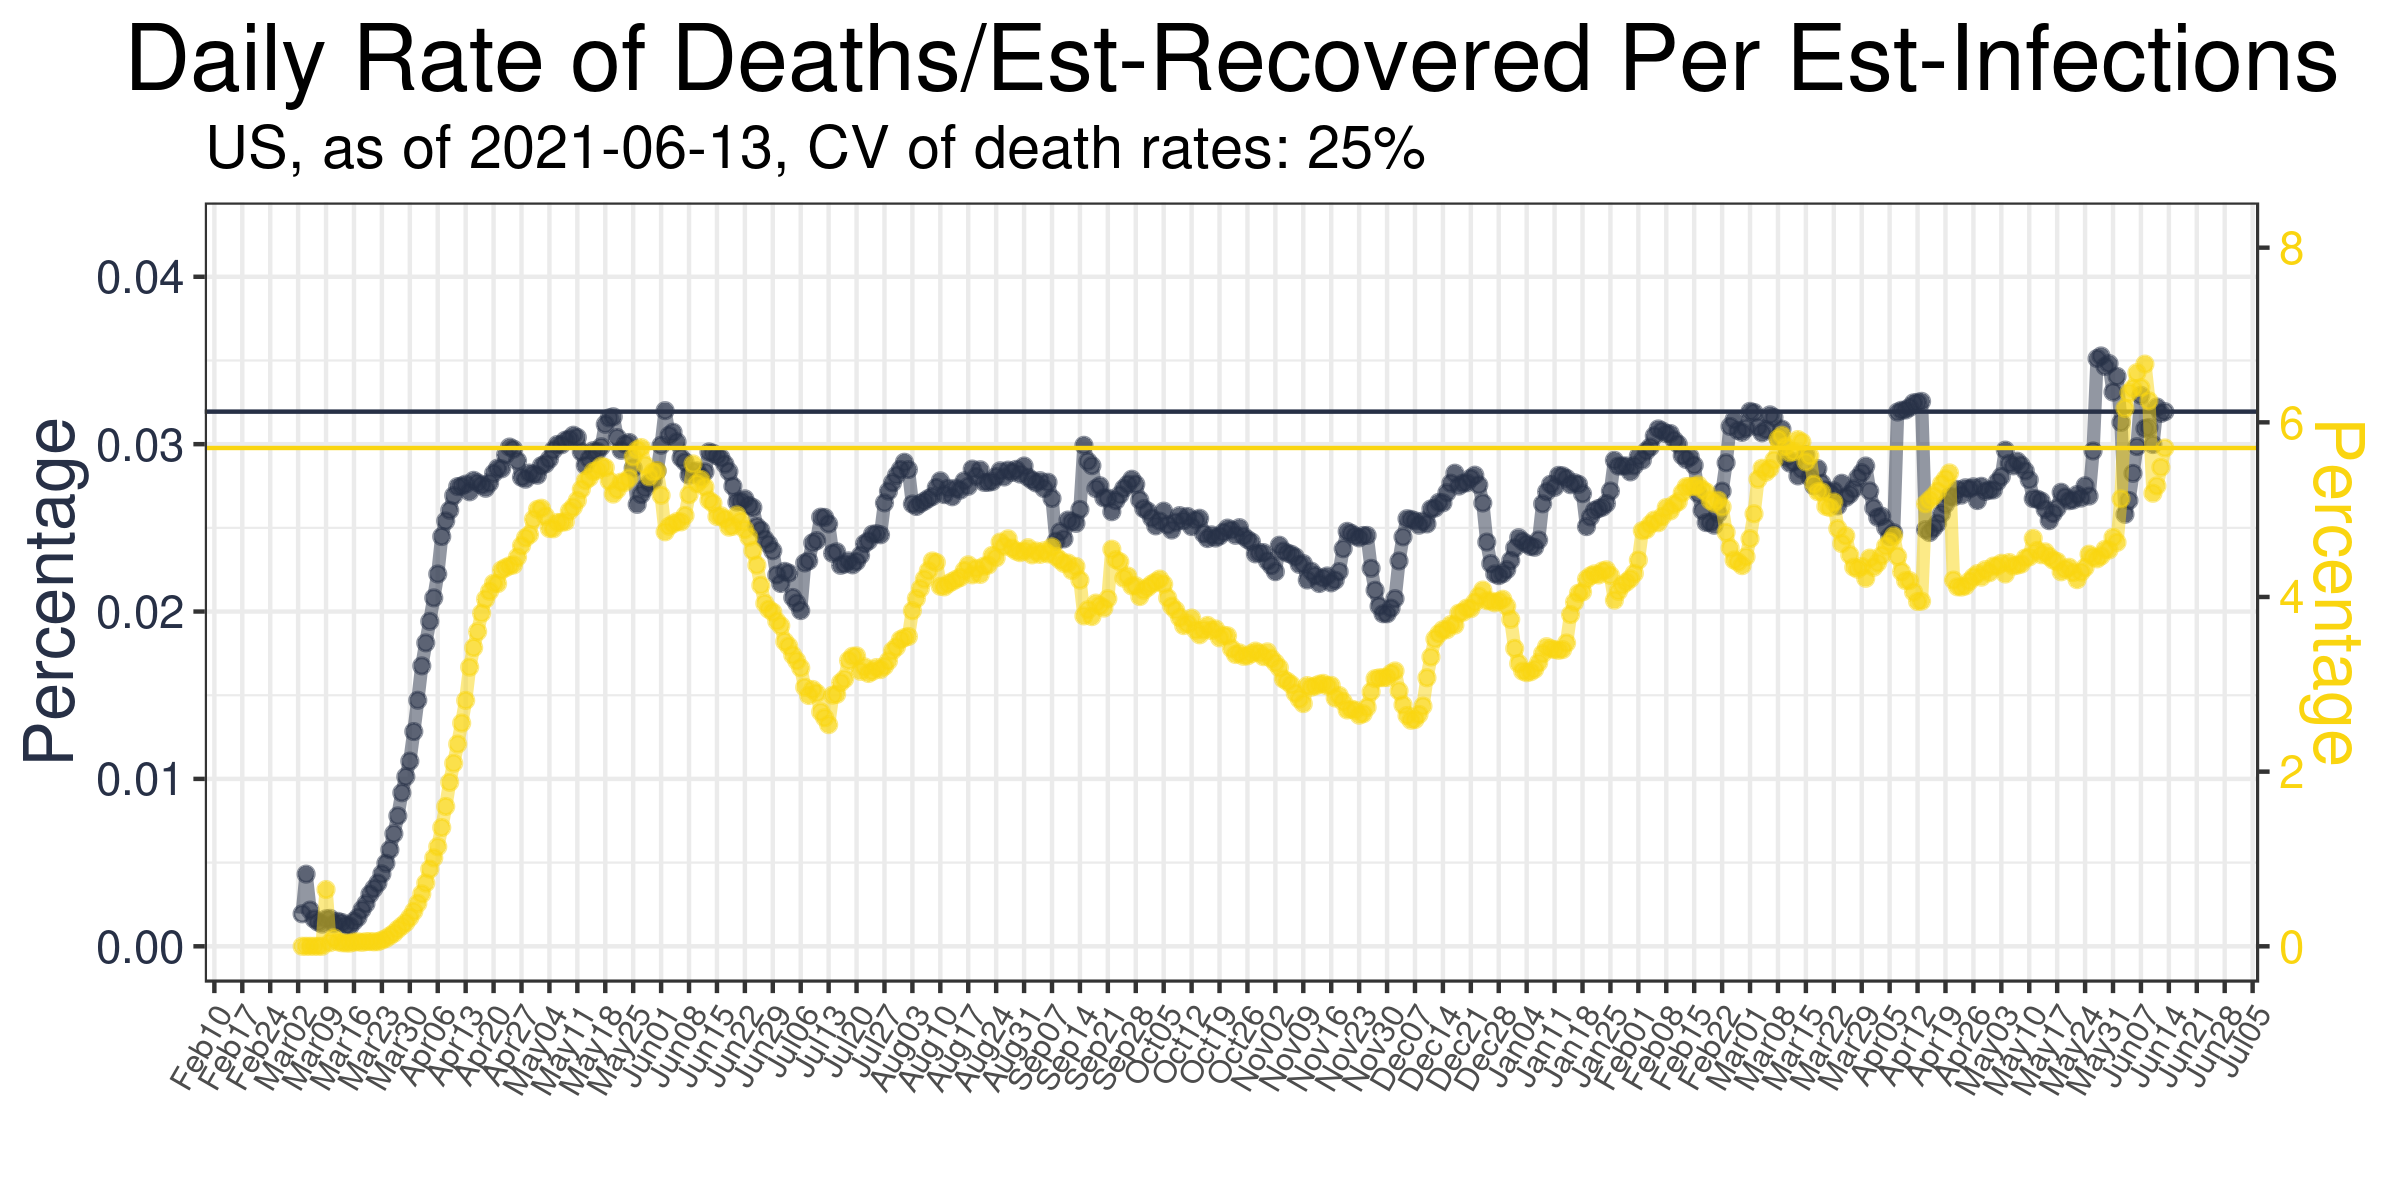 Daily Rate of Deaths/Est-Recovered Per Est-Infections
US, as of 2021-06-13, CV of death rates: 25%
Percentage
0.04
0.03
0.02
0.01
0.00
8
6
4
2
0
Percentage
Feb10 Feb17 Feb24 Mar02 Mar09 Mar16 Mar23 Mar30 Apr06 Apr13 Apr20 Apr27 May04 May11 May18 May25 Jun01 Jun08 Jun15 Jun22 Jun29 Jul06 Jul13 Jul20 Jul27 Aug03 Aug10 Aug17 Aug24 Aug31 Sep07 Sep14 Sep21 Sep28 Oct05 Oct12 Oct19 Oct26 Nov02 Nov09 Nov16 Nov23 Nov30 Dec07 Dec14 Dec21 Dec28 Jan04 Jan11 Jan18 Jan25 Feb01 Feb08 Feb15 Feb22 Mar01 Mar08 Mar15 Mar22 Mar29 Apr05 Apr12 Apr19 Apr26 May03 May10 May17 May24 May31 Jun07 Jun14 Jun21 Jun28 Jul05